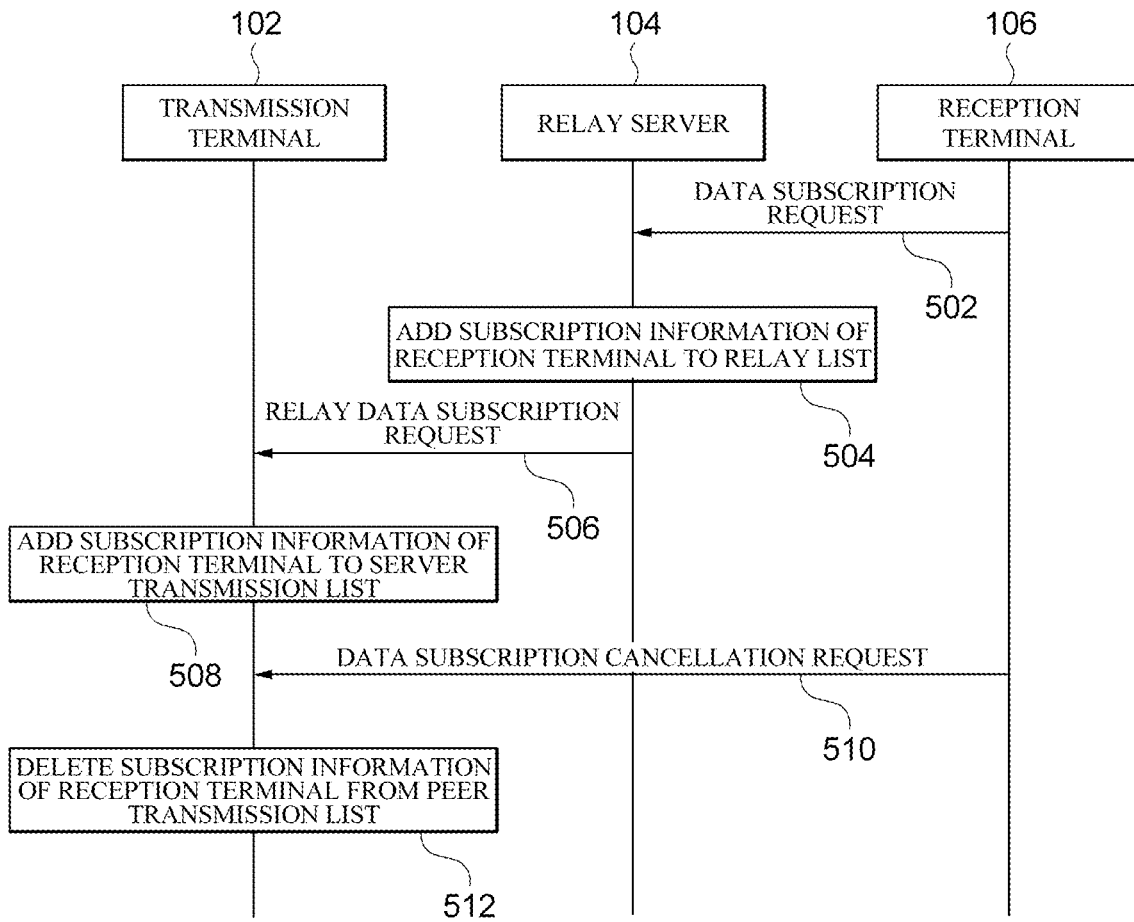 102
104
106
TRANSMISSION
TERMINAL
RELAY SERVER
RECEPTION
TERMINAL
DATA SUBSCRIPTION
REQUEST
502
ADD SUBSCRIPTION INFORMATION OF
RECEPTION TERMINAL TO RELAY LIST
504
RELAY DATA SUBSCRIPTION
REQUEST
506
ADD SUBSCRIPTION INFORMATION OF
RECEPTION TERMINAL TO SERVER
TRANSMISSION LIST
508
DATA SUBSCRIPTION CANCELLATION REQUEST
510
DELETE SUBSCRIPTION INFORMATION
OF RECEPTION TERMINAL FROM PEER
TRANSMISSION LIST
512